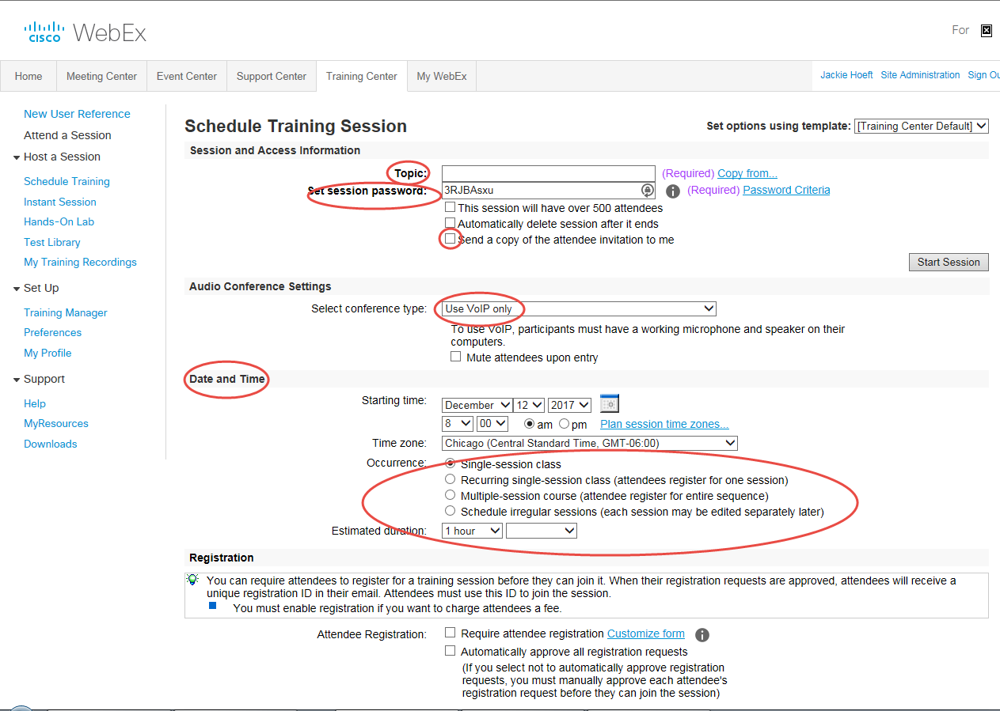 CISCO WebEx
For
Home Meeting Center Event Center Support Center Training Center My WebEx Jackie Hoeft Site Administration Sign Ou
New User Reference
Attend a Session
Host a Session
Schedule Training
Instant Session
Hands-On Lab
Test Library
My Training Recordings
Set Up
Training Manager
Preferences
My Profile
Support
Help
MyResources
Downloads
Schedule Training Session
Set options using template: [Training Center Default]
Session and Access Information
Topic: (Required) Copy from...
Set session password: 3RJBAsxu (Required) Password Criteria
This session will have over 500 attendees
Automatically delete session after it ends
Send a copy of the attendee invitation to me
Start Session
Audio Conference Settings
Select conference type: Use VoIP only
To use VoIP, participants must have a working microphone and speaker on their
computers.
Mute attendees upon entry
Date and Time
Starting time: December 12 2017
8 00 am pm Plan session time zones...
Time zone: Chicago (Central Standard Time, GMT-06:00)
Occurrence: Single-session class
Recurring single-session class (attendees register for one session)
Multiple-session course (attendee register for entire sequence)
Schedule irregular sessions (each session may be edited separately later)
Estimated duration: 1 hour
Registration
You can require attendees to register for a training session before they can join it. When their registration requests are approved, attendees will receive a
unique registration ID in their email. Attendees must use this ID to join the session.
You must enable registration if you want to charge attendees a fee.
Attendee Registration: Require attendee registration Customize form
Automatically approve all registration requests
(If you select not to automatically approve registration
requests, you must manually approve each attendee's
registration request before they can join the session)